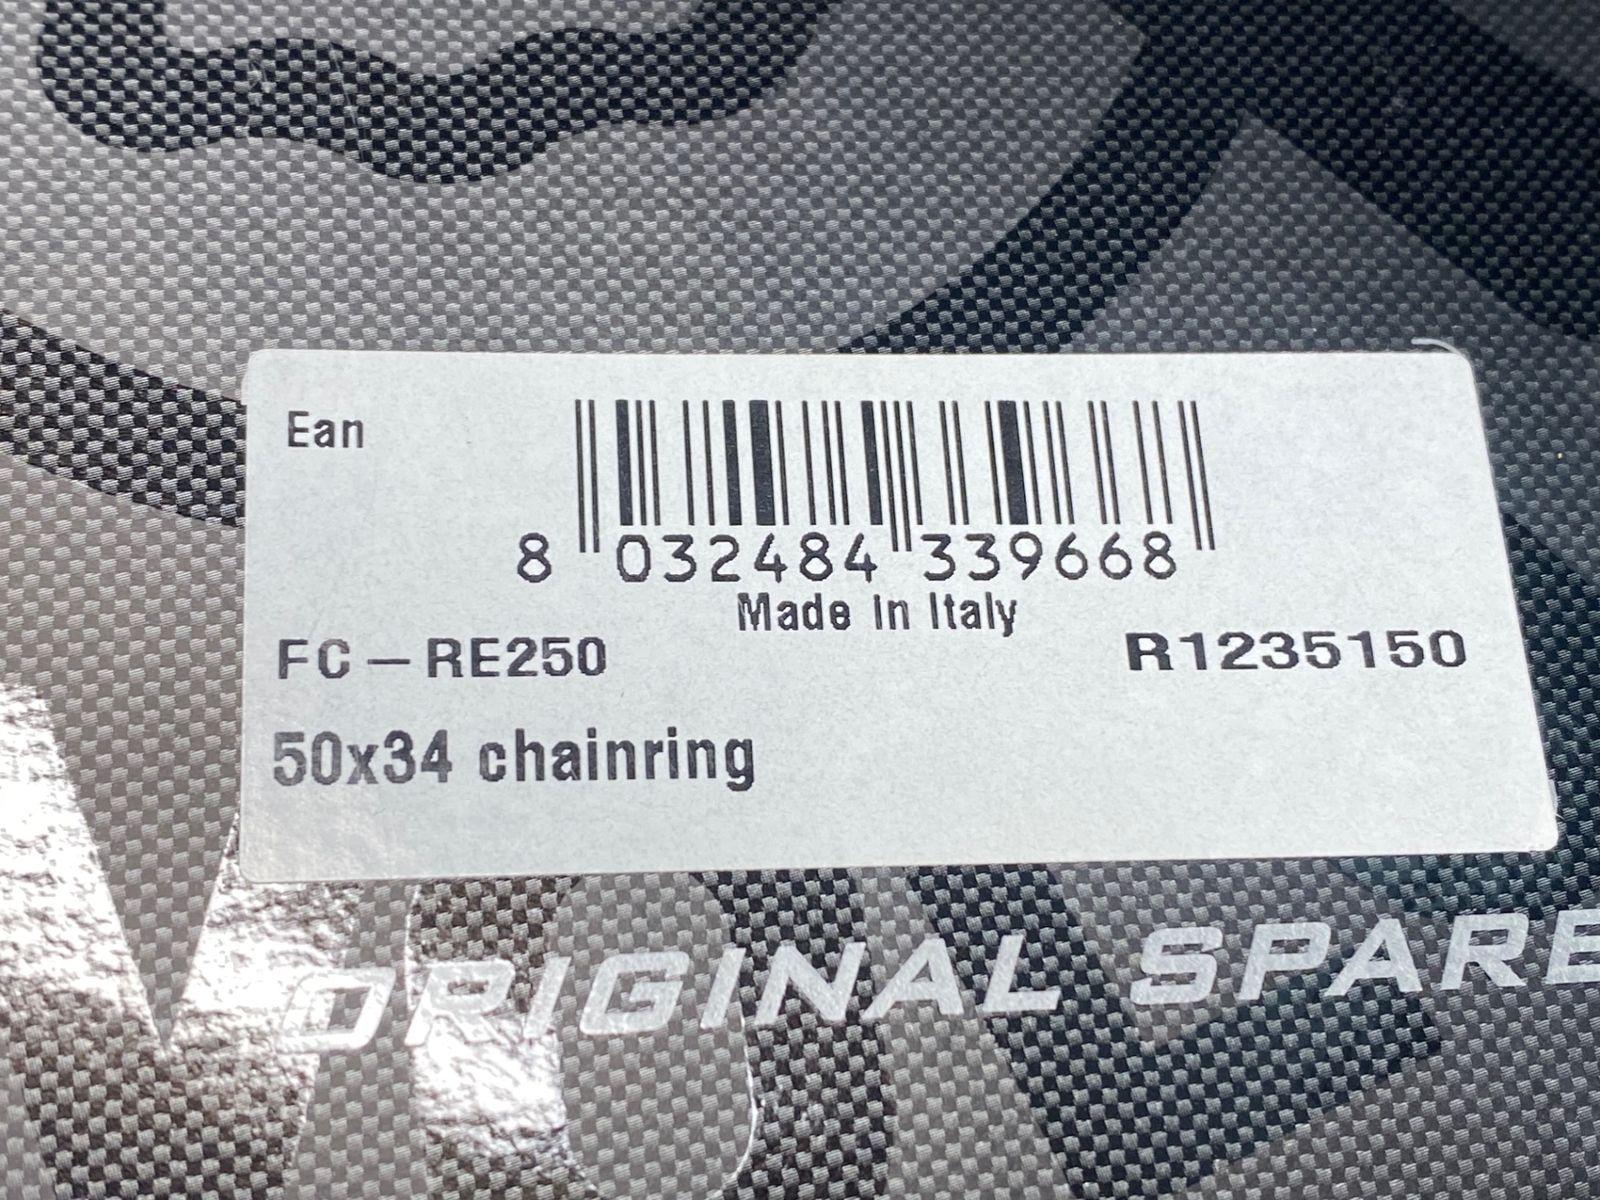 Ean
8 032484 339668
Made in Italy
FC – RE250 R1235150
50x34 chainring
ORIGINAL SPARE